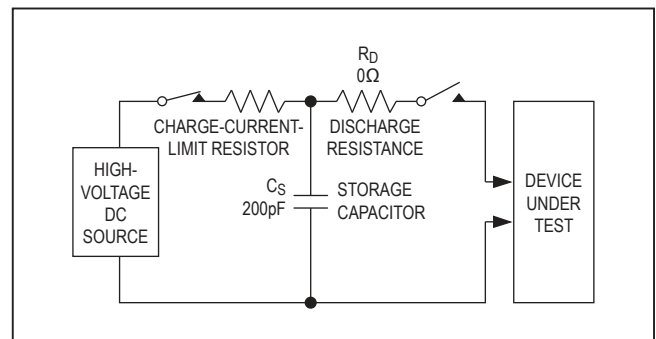 R_D
0Ω
CHARGE-CURRENT-
LIMIT RESISTOR
DISCHARGE
RESISTANCE
HIGH-
VOLTAGE
DC
SOURCE
C_S
200pF
STORAGE
CAPACITOR
DEVICE
UNDER
TEST